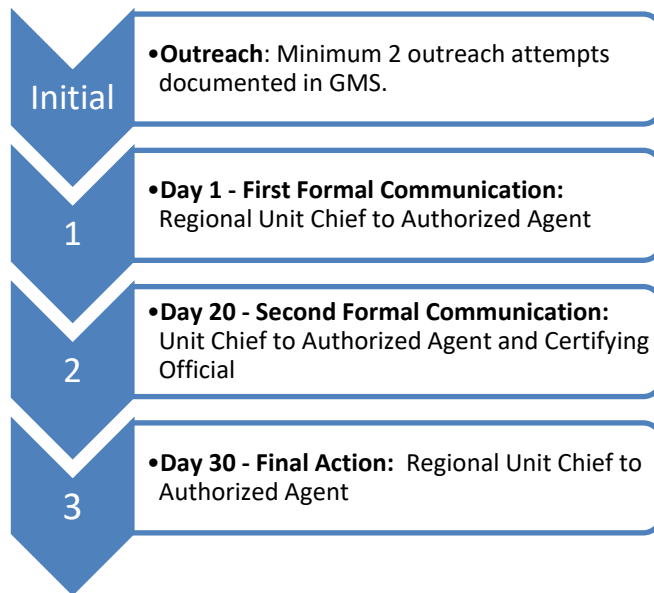 Initial
•Outreach: Minimum 2 outreach attempts
documented in GMS.
1
•Day 1 - First Formal Communication:
Regional Unit Chief to Authorized Agent
2
•Day 20 - Second Formal Communication:
Unit Chief to Authorized Agent and Certifying
Official
3
•Day 30 - Final Action:  Regional Unit Chief to
Authorized Agent